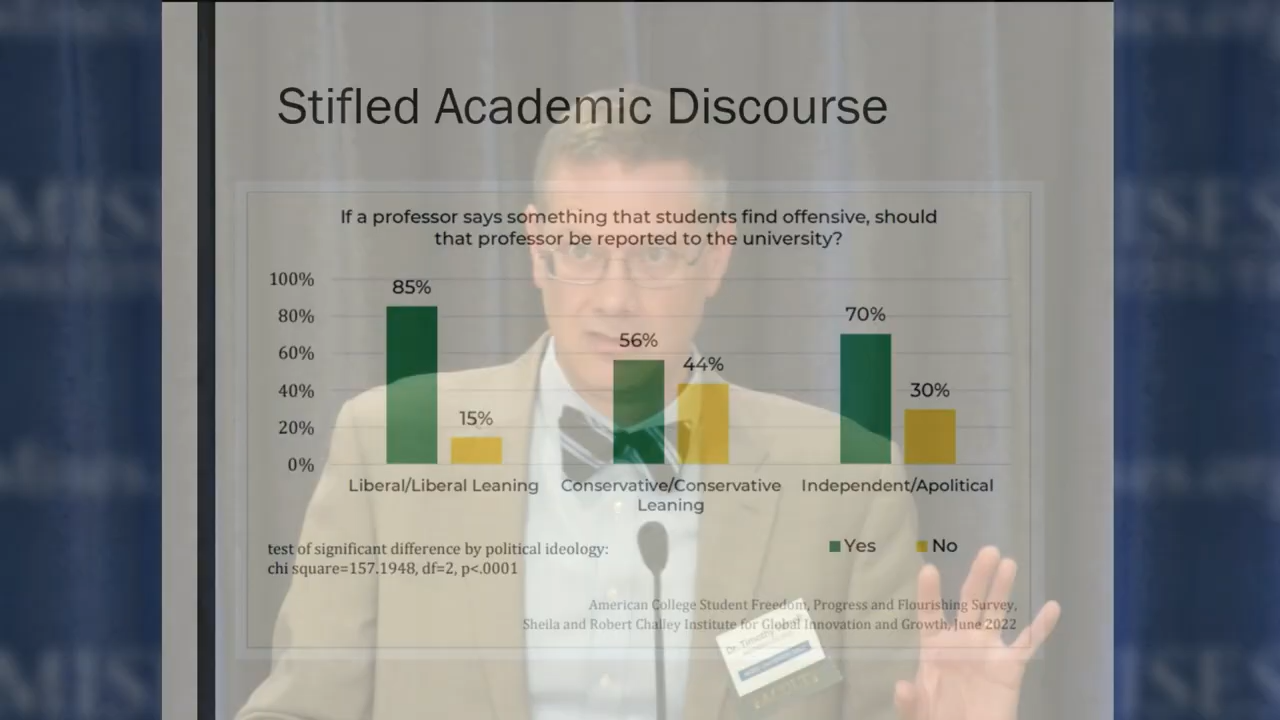 Stifled Academic Discourse
If a professor says something that students find offensive, should
that professor be reported to the university?
100%
80%
60%
40%
20%
0%
85%
15%
56%
44%
70%
30%
Liberal/Liberal Leaning
Conservative/Conservative
Leaning
Independent/Apolitical
Yes
No
test of significant difference by political ideology:
chi square=157.1948, df=2, p<.0001
American College Student Freedom, Progress and Flourishing Survey,
Sheila and Robert Challey Institute for Global Innovation and Growth, June 2022
Dr. Timothy